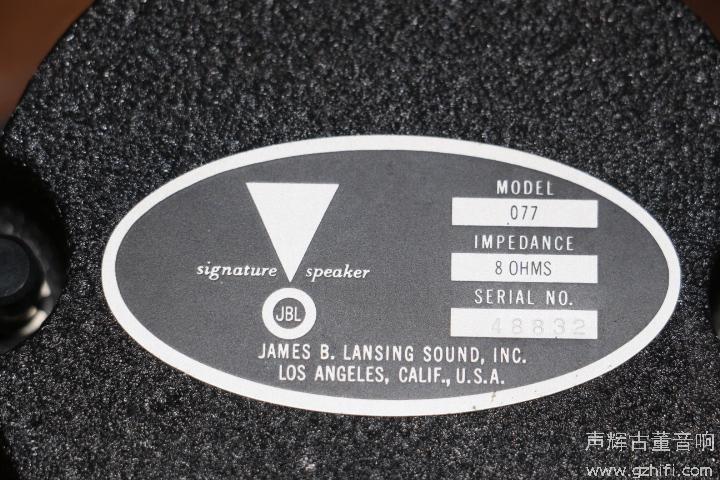 MODEL
077
IMPEDANCE
8 OHMS
SERIAL NO.
48832
signature speaker
JBL
JAMES B. LANSING SOUND, INC.
LOS ANGELES, CALIF., U.S.A.
声辉古董音响
www.gzhifi.com